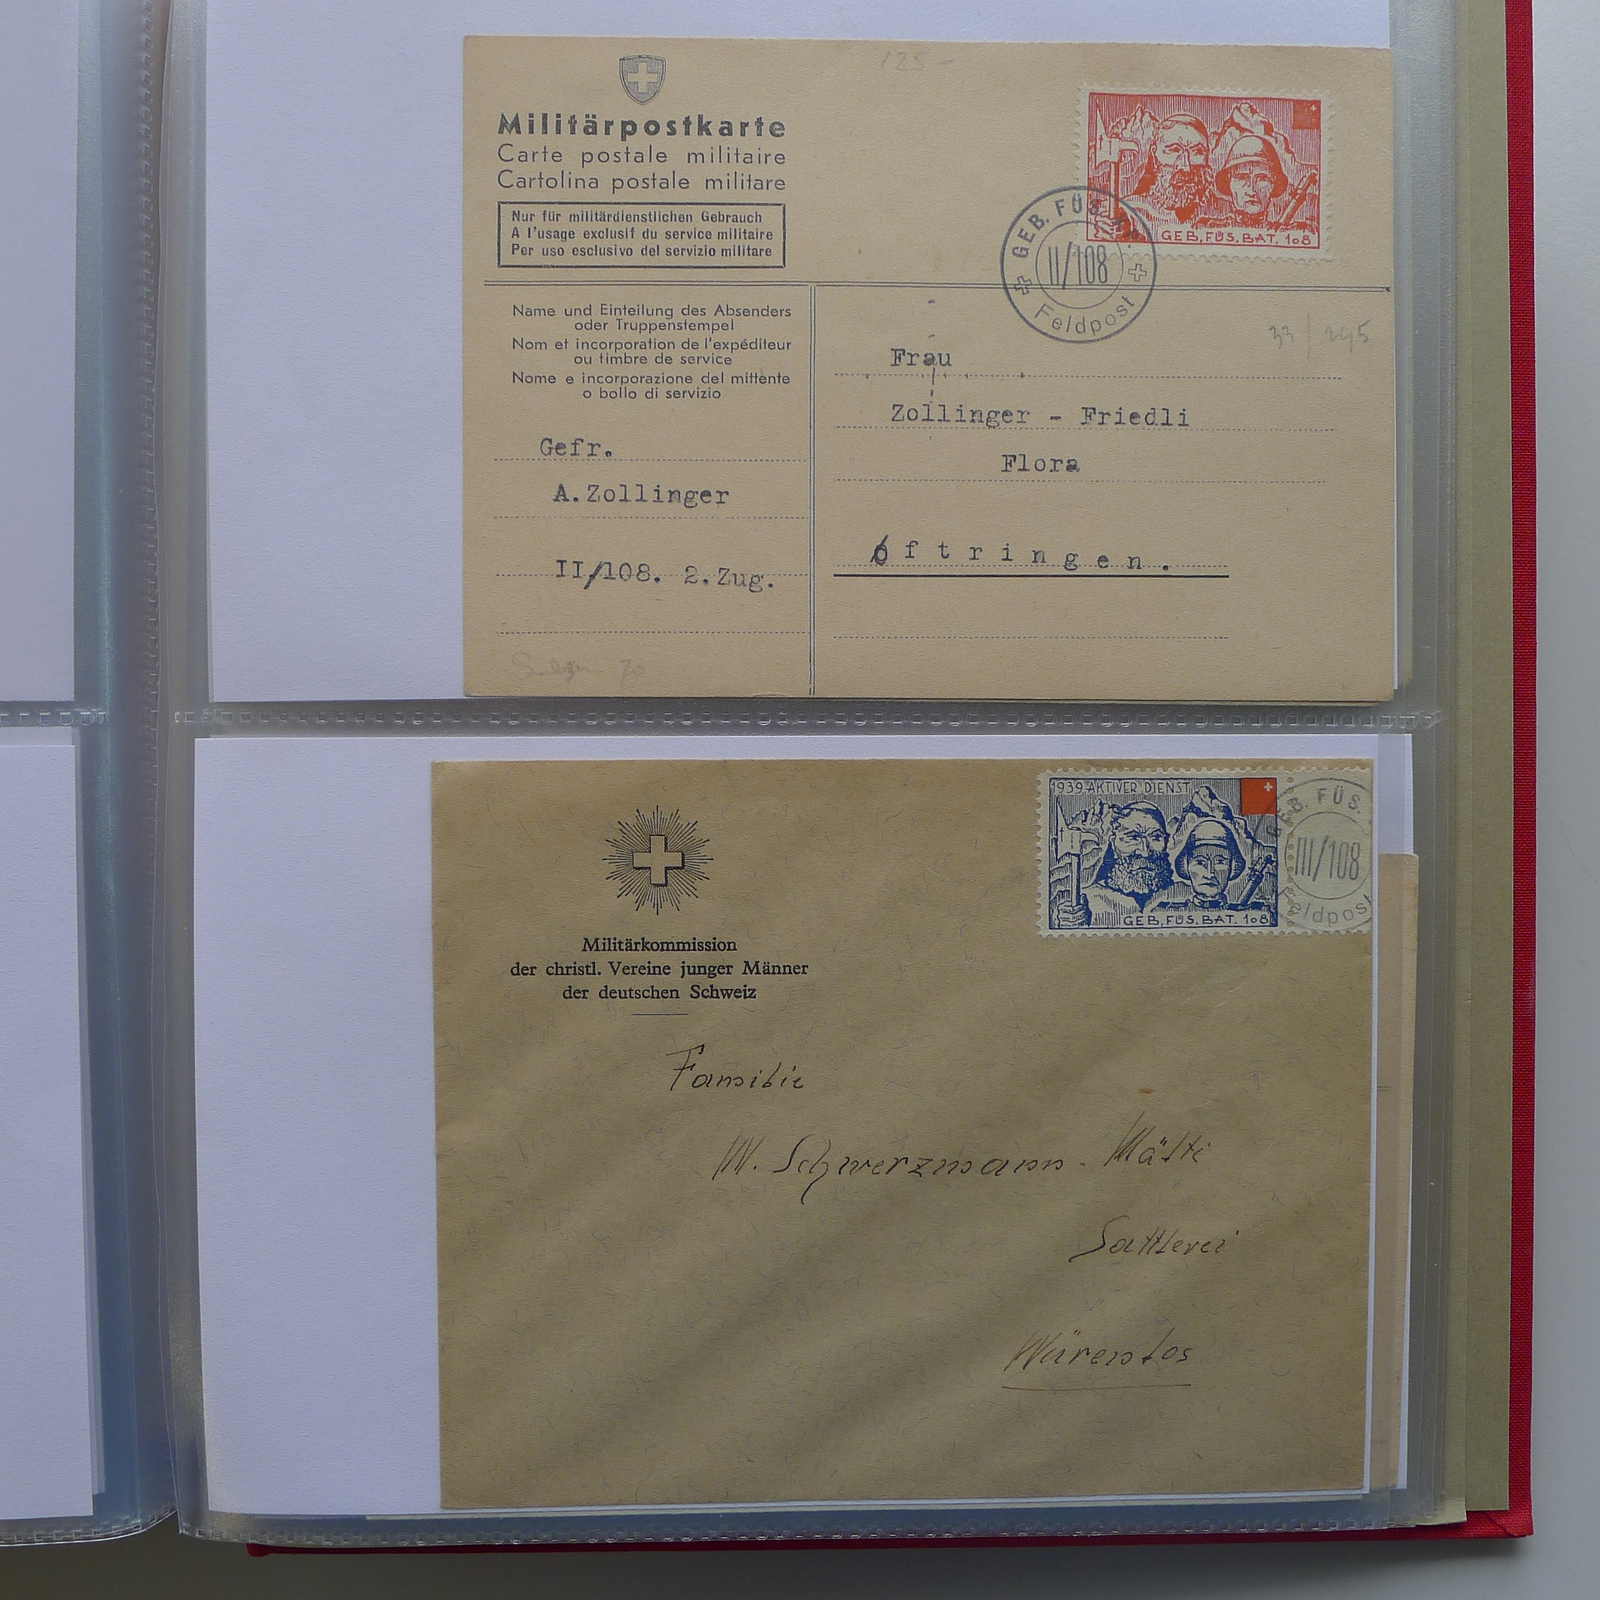 125 -
Militärpostkarte
Carte postale militaire
Cartolina postale militare
Nur für militärdienstlichen Gebrauch
A l'usage exclusif du service militaire
Per uso esclusivo del servizio militare
GEB. FÜS. BAT. 108
GEB. FÜS.
II/108
Feldpost
Name und Einteilung des Absenders
oder Truppenstempel
Nom et incorporation de l'expéditeur
ou timbre de service
Nome e incorporazione del mittente
o bollo di servizio
Gefr.
A. Zollinger
II/108. 2. Zug.
33 /
Frau
Zollinger - Friedli
Flora
Oftringen.
1939 AKTIVER DIENST
GEB. FÜS. BAT. 108
GEB. FÜS.
III/108
Feldpost
Militärkommission
der christl. Vereine junger Männer
der deutschen Schweiz
Familie
W. Schwerzmann - Mälti
Sattlerei
Würenlos